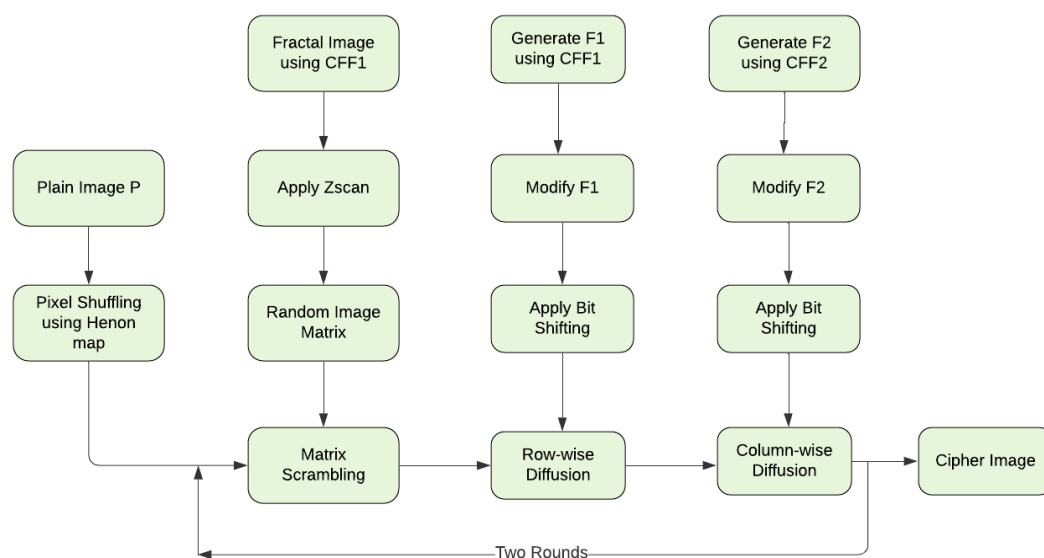 Fractal Image
using CFF1
Generate F1
using CFF1
Generate F2
using CFF2
Plain Image P
Apply Zscan
Modify F1
Modify F2
Pixel Shuffling
using Henon
map
Random Image
Matrix
Apply Bit
Shifting
Apply Bit
Shifting
Matrix
Scrambling
Row-wise
Diffusion
Column-wise
Diffusion
Cipher Image
Two Rounds